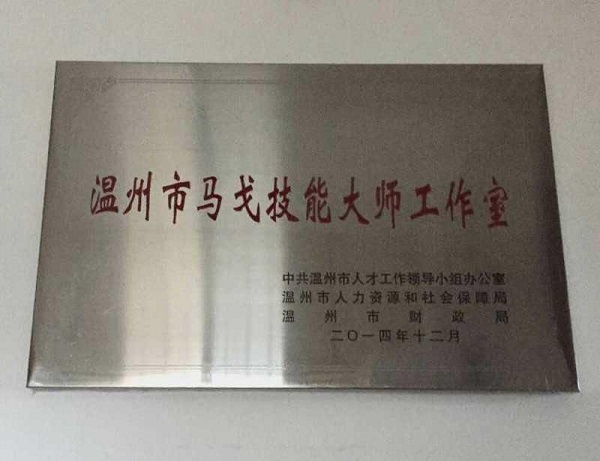 温州市马戈技能大师工作室
中共温州市人才工作领导小组办公室
温州市人力资源和社会保障局
温州市财政局
二〇一四年十二月